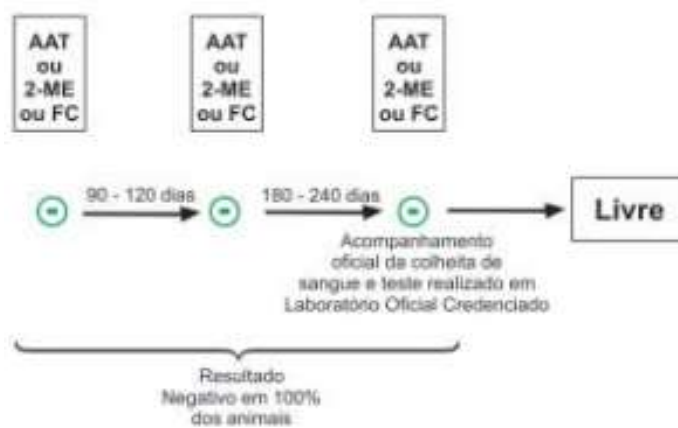 AAT
ou
2-ME
ou FC
AAT
ou
2-ME
ou FC
AAT
ou
2-ME
ou FC
90 - 120 dias
180 - 240 dias
Livre
Acompanhamento
oficial da colheita de
sangue e teste realizado em
Laboratório Oficial Credenciado
Resultado
Negativo em 100%
dos animais